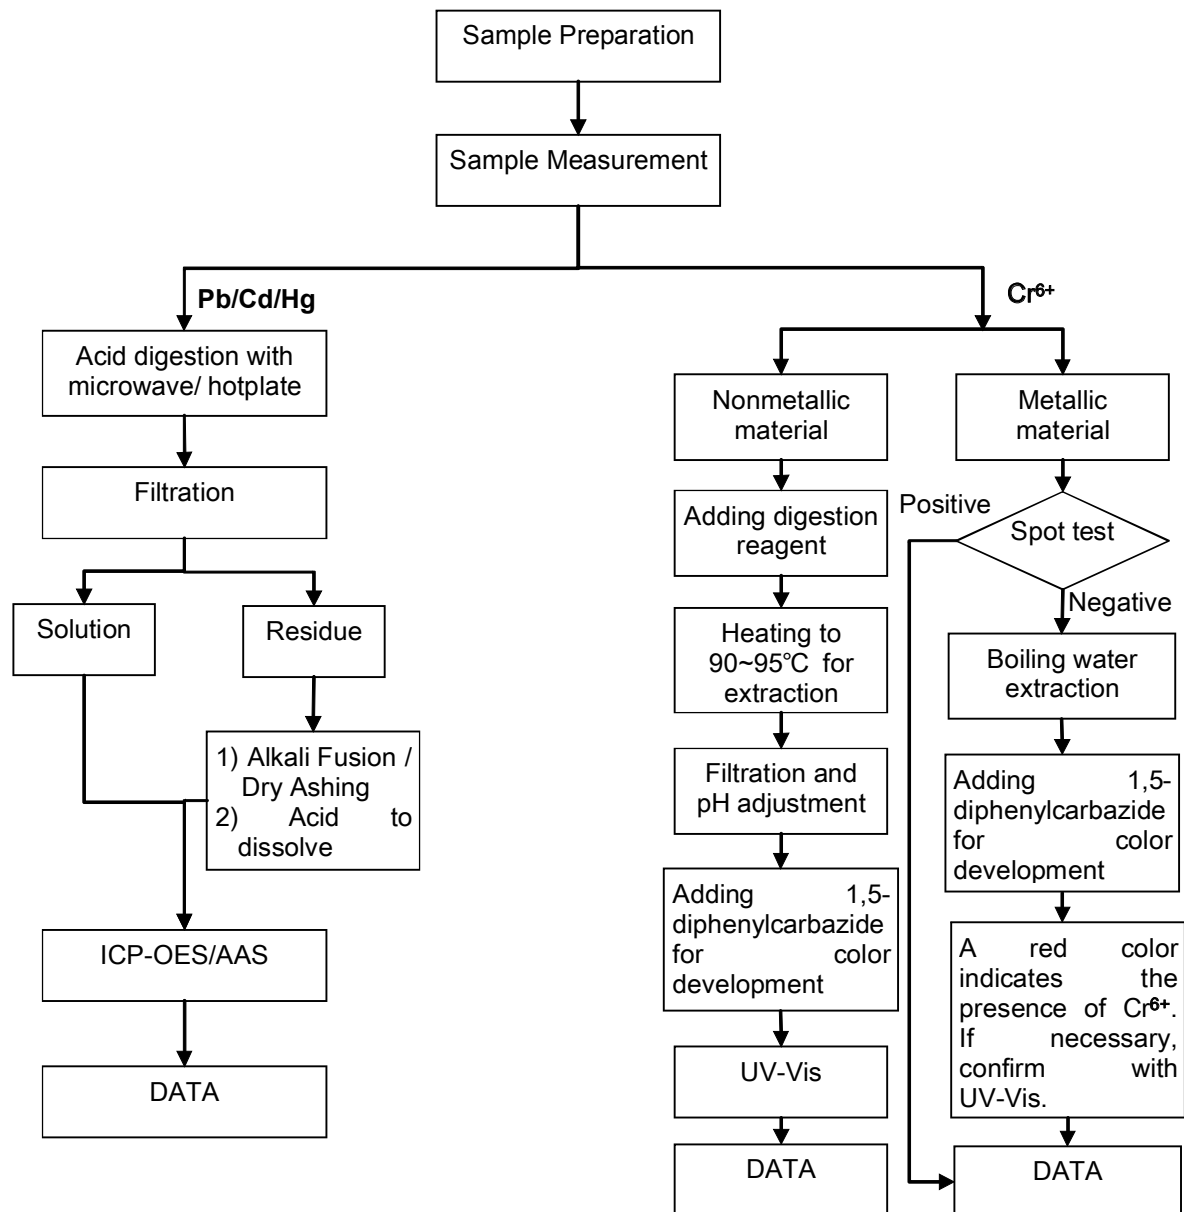 Sample Preparation
Sample Measurement
Pb/Cd/Hg
Cr⁶⁺
Acid digestion with
microwave/ hotplate
Filtration
Solution
Residue
1) Alkali Fusion /
Dry Ashing
2) Acid to
dissolve
ICP-OES/AAS
DATA
Nonmetallic
material
Adding digestion
reagent
Heating to
90~95℃ for
extraction
Filtration and
pH adjustment
Adding 1,5-
diphenylcarbazide
for color
development
UV-Vis
DATA
Metallic
material
Positive
Spot test
Negative
Boiling water
extraction
Adding 1,5-
diphenylcarbazide
for color
development
A red color
indicates the
presence of Cr⁶⁺.
If necessary,
confirm with
UV-Vis.
DATA